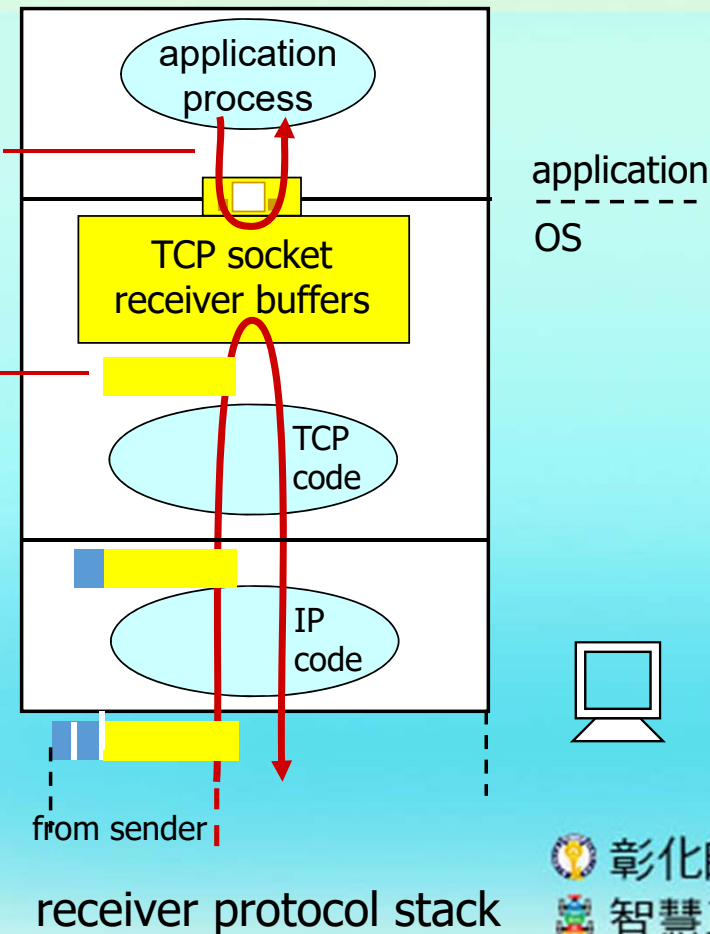 application
process
application
OS
TCP socket
receiver buffers
TCP
code
IP
code
from sender
receiver protocol stack
彰化
智慧